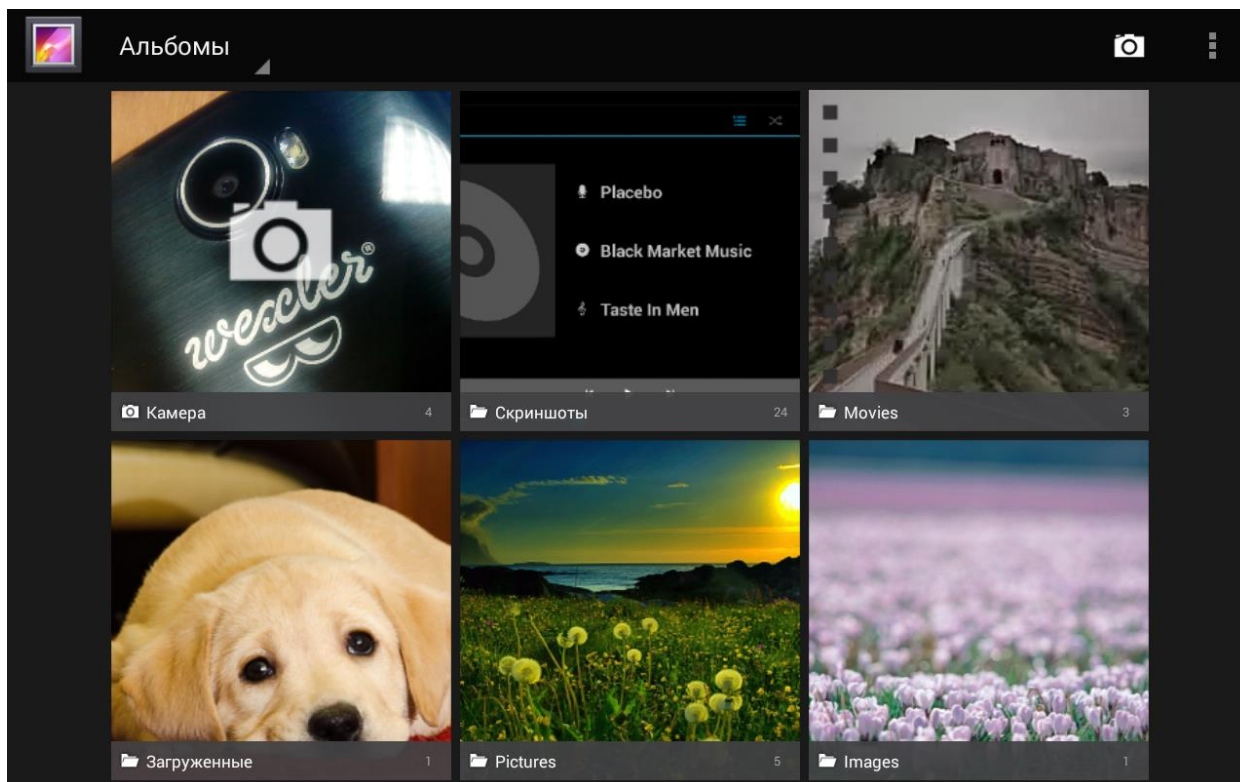 Альбомы
wexler®
Placebo
Black Market Music
Taste In Men
Камера 4
Скриншоты 24
Movies 3
Загруженные 1
Pictures 5
Images 1